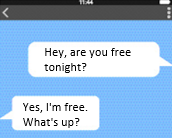 11:44
Hey, are you free
tonight?
Yes, I'm free.
What's up?